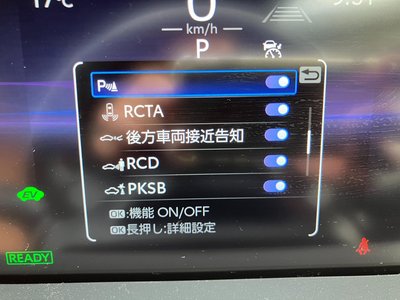 17℃
0
km/h
P
P
RCTA
後方車両接近告知
RCD
PKSB
OK:機能 ON/OFF
OK長押し:詳細設定
EV
READY